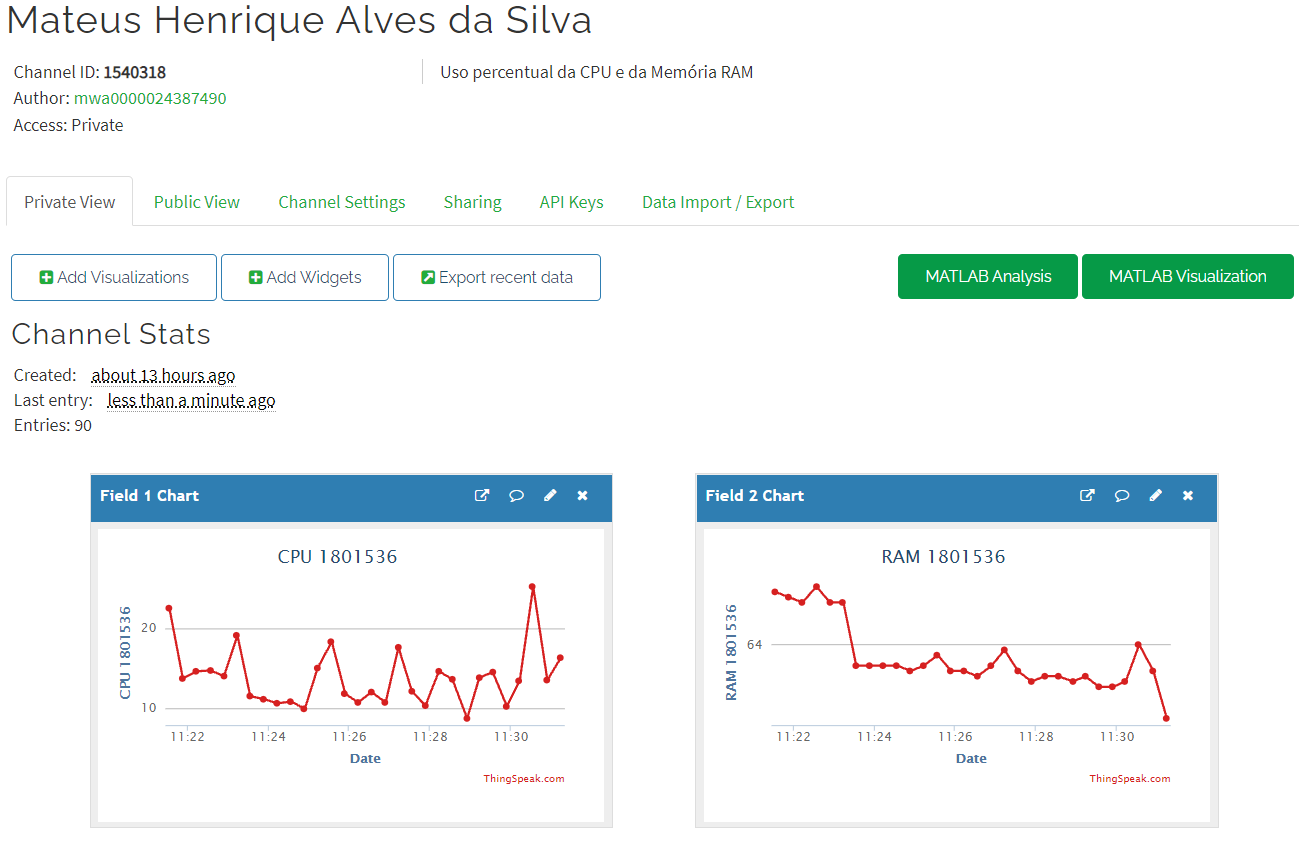 Mateus Henrique Alves da Silva
Channel ID: 1540318
Uso percentual da CPU e da Memória RAM
Author: mwa0000024387490
Access: Private
Private View Public View Channel Settings Sharing API Keys Data Import / Export
Add Visualizations Add Widgets Export recent data MATLAB Analysis MATLAB Visualization
Channel Stats
Created: about 13 hours ago
Last entry: less than a minute ago
Entries: 90
Field 1 Chart
CPU 1801536
CPU 1801536
20
10
11:22 11:24 11:26 11:28 11:30
Date
ThingSpeak.com
Field 2 Chart
RAM 1801536
RAM 1801536
64
11:22 11:24 11:26 11:28 11:30
Date
ThingSpeak.com